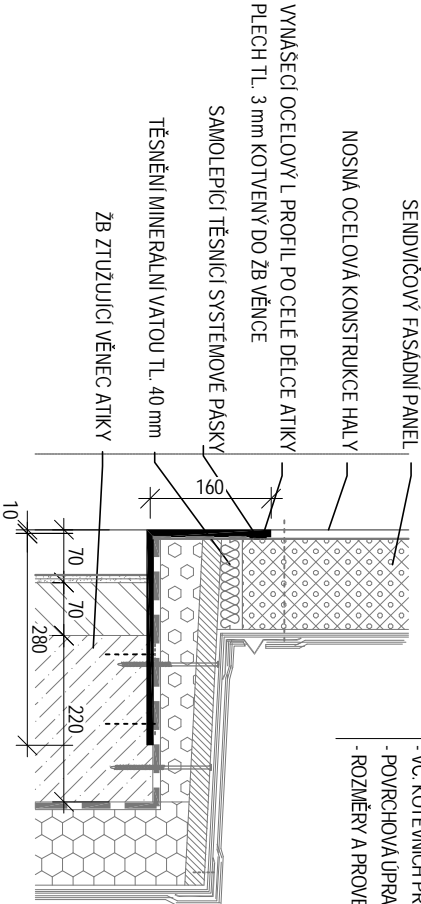 SENDVIČOVÝ FASÁDNÍ PANEL
NOSNÁ OCELOVÁ KONSTRUKCE HALY
VYNÁŠECÍ OCELOVÝ L PROFIL PO CELÉ DÉLCE ATIKY
PLECH TL. 3 mm KOTVENÝ DO ŽB VĚNCE
SAMOLEPÍCÍ TĚSNÍCÍ SYSTÉMOVÉ PÁSKY
TĚSNĚNÍ MINERÁLNÍ VATOU TL. 40 mm
ŽB ZTUŽUJÍCÍ VĚNEC ATIKY
160
10
70
70
220
280
- VČ. KOTEVNÍCH
- POVRCHOVÁ
- ROZMĚRY A